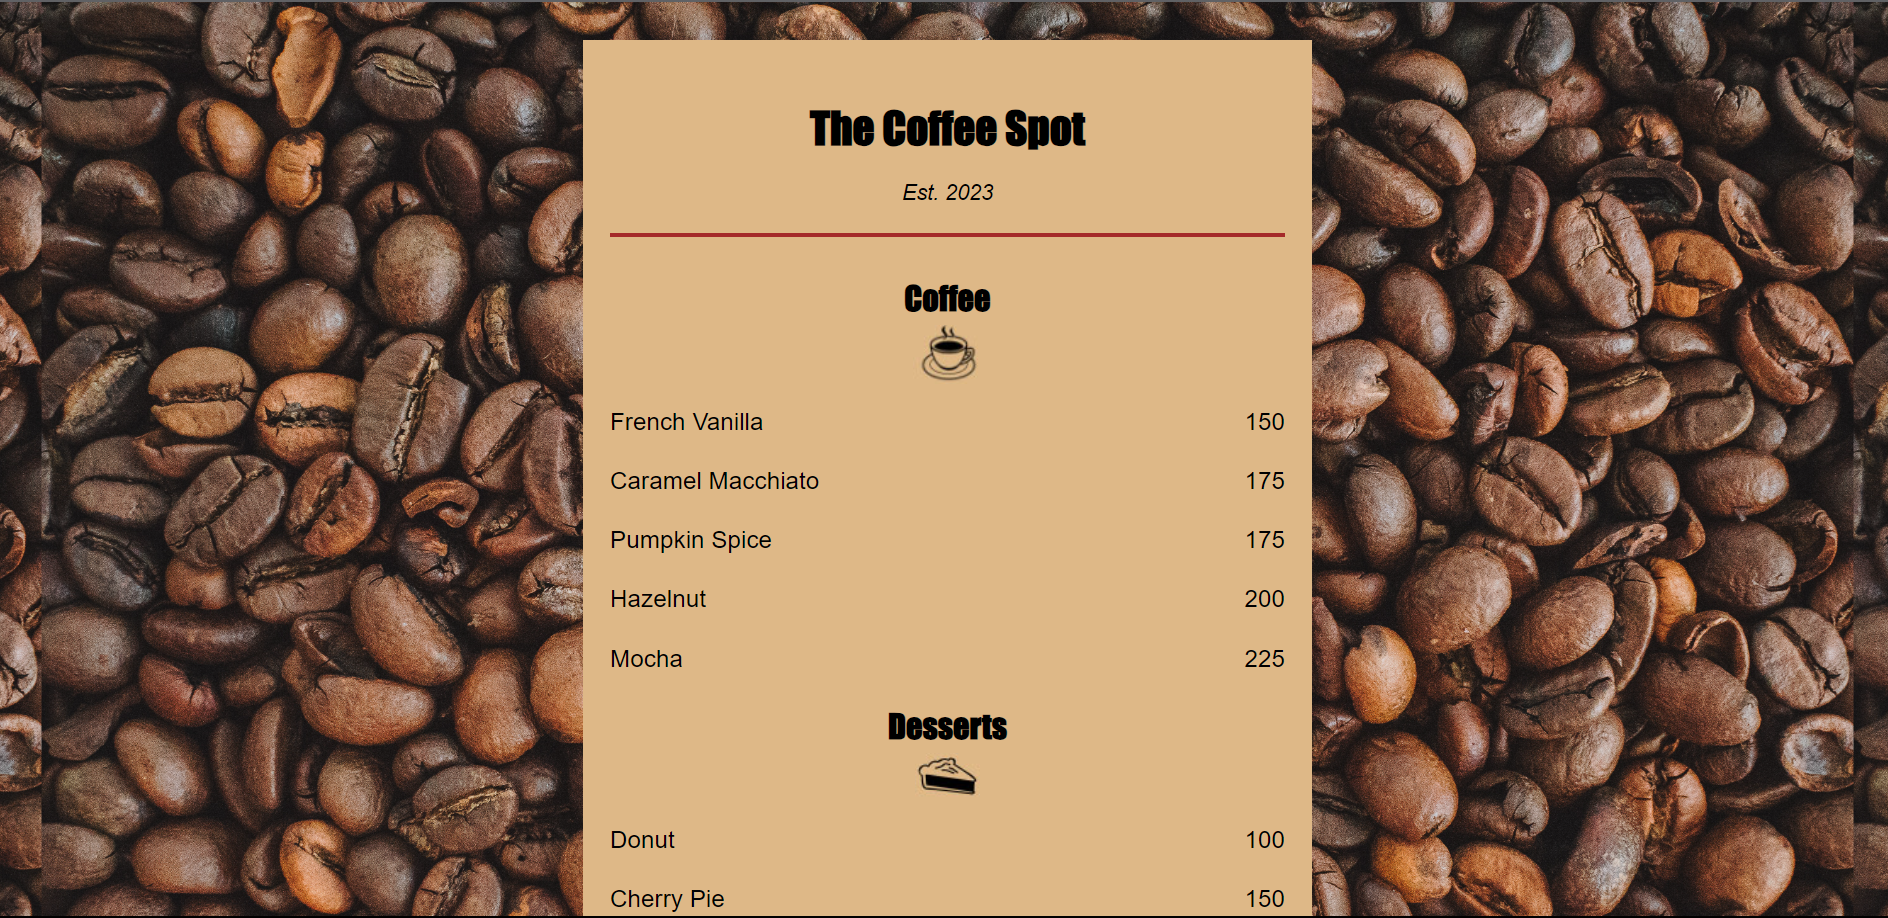 The Coffee Spot
Est. 2023
Coffee
French Vanilla 150
Caramel Macchiato 175
Pumpkin Spice 175
Hazelnut 200
Mocha 225
Desserts
Donut 100
Cherry Pie 150